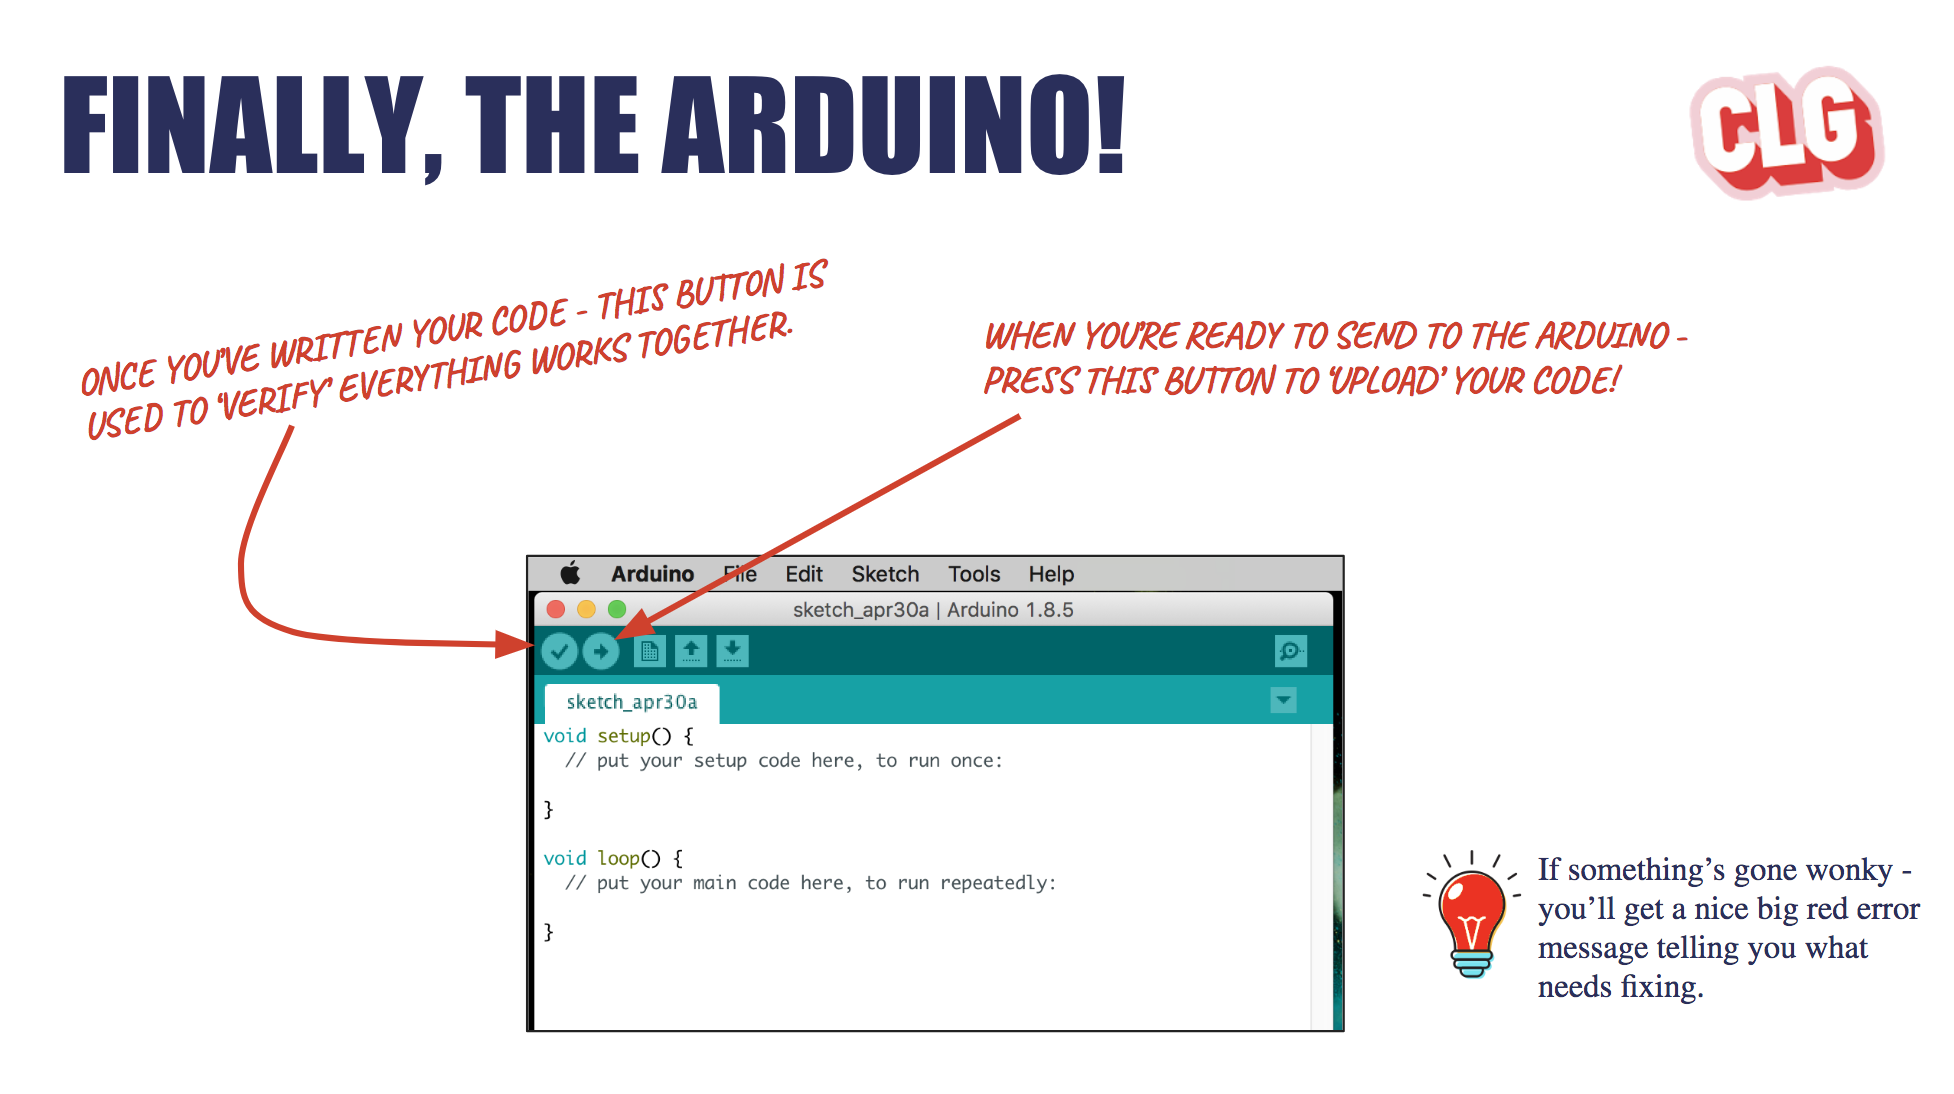 FINALLY, THE ARDUINO!
CLG
ONCE YOU'VE WRITTEN YOUR CODE - THIS BUTTON IS
USED TO 'VERIFY' EVERYTHING WORKS TOGETHER.
WHEN YOU'RE READY TO SEND TO THE ARDUINO -
PRESS THIS BUTTON TO 'UPLOAD' YOUR CODE!
Arduino File Edit Sketch Tools Help
sketch_apr30a | Arduino 1.8.5
sketch_apr30a
void setup() {
// put your setup code here, to run once:
}
void loop() {
// put your main code here, to run repeatedly:
}
If something’s gone wonky -
you’ll get a nice big red error
message telling you what
needs fixing.